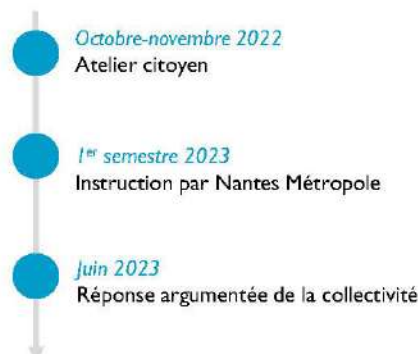 Octobre-novembre 2022
Atelier citoyen
1er semestre 2023
Instruction par Nantes Métropole
Juin 2023
Réponse argumentée de la collectivité